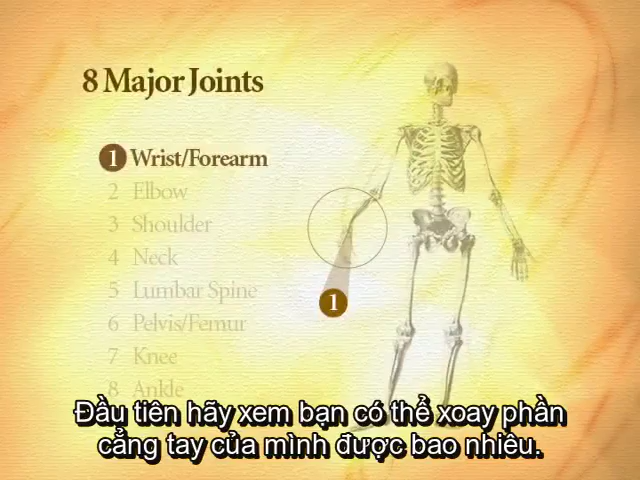 8 Major Joints
1 Wrist/Forearm
2 Elbow
3 Shoulder
4 Neck
5 Lumbar Spine
6 Pelvis/Femur
7 Knee
8 Ankle
1
Đầu tiên hãy xem bạn có thể xoay phần
cẳng tay của mình được bao nhiêu.